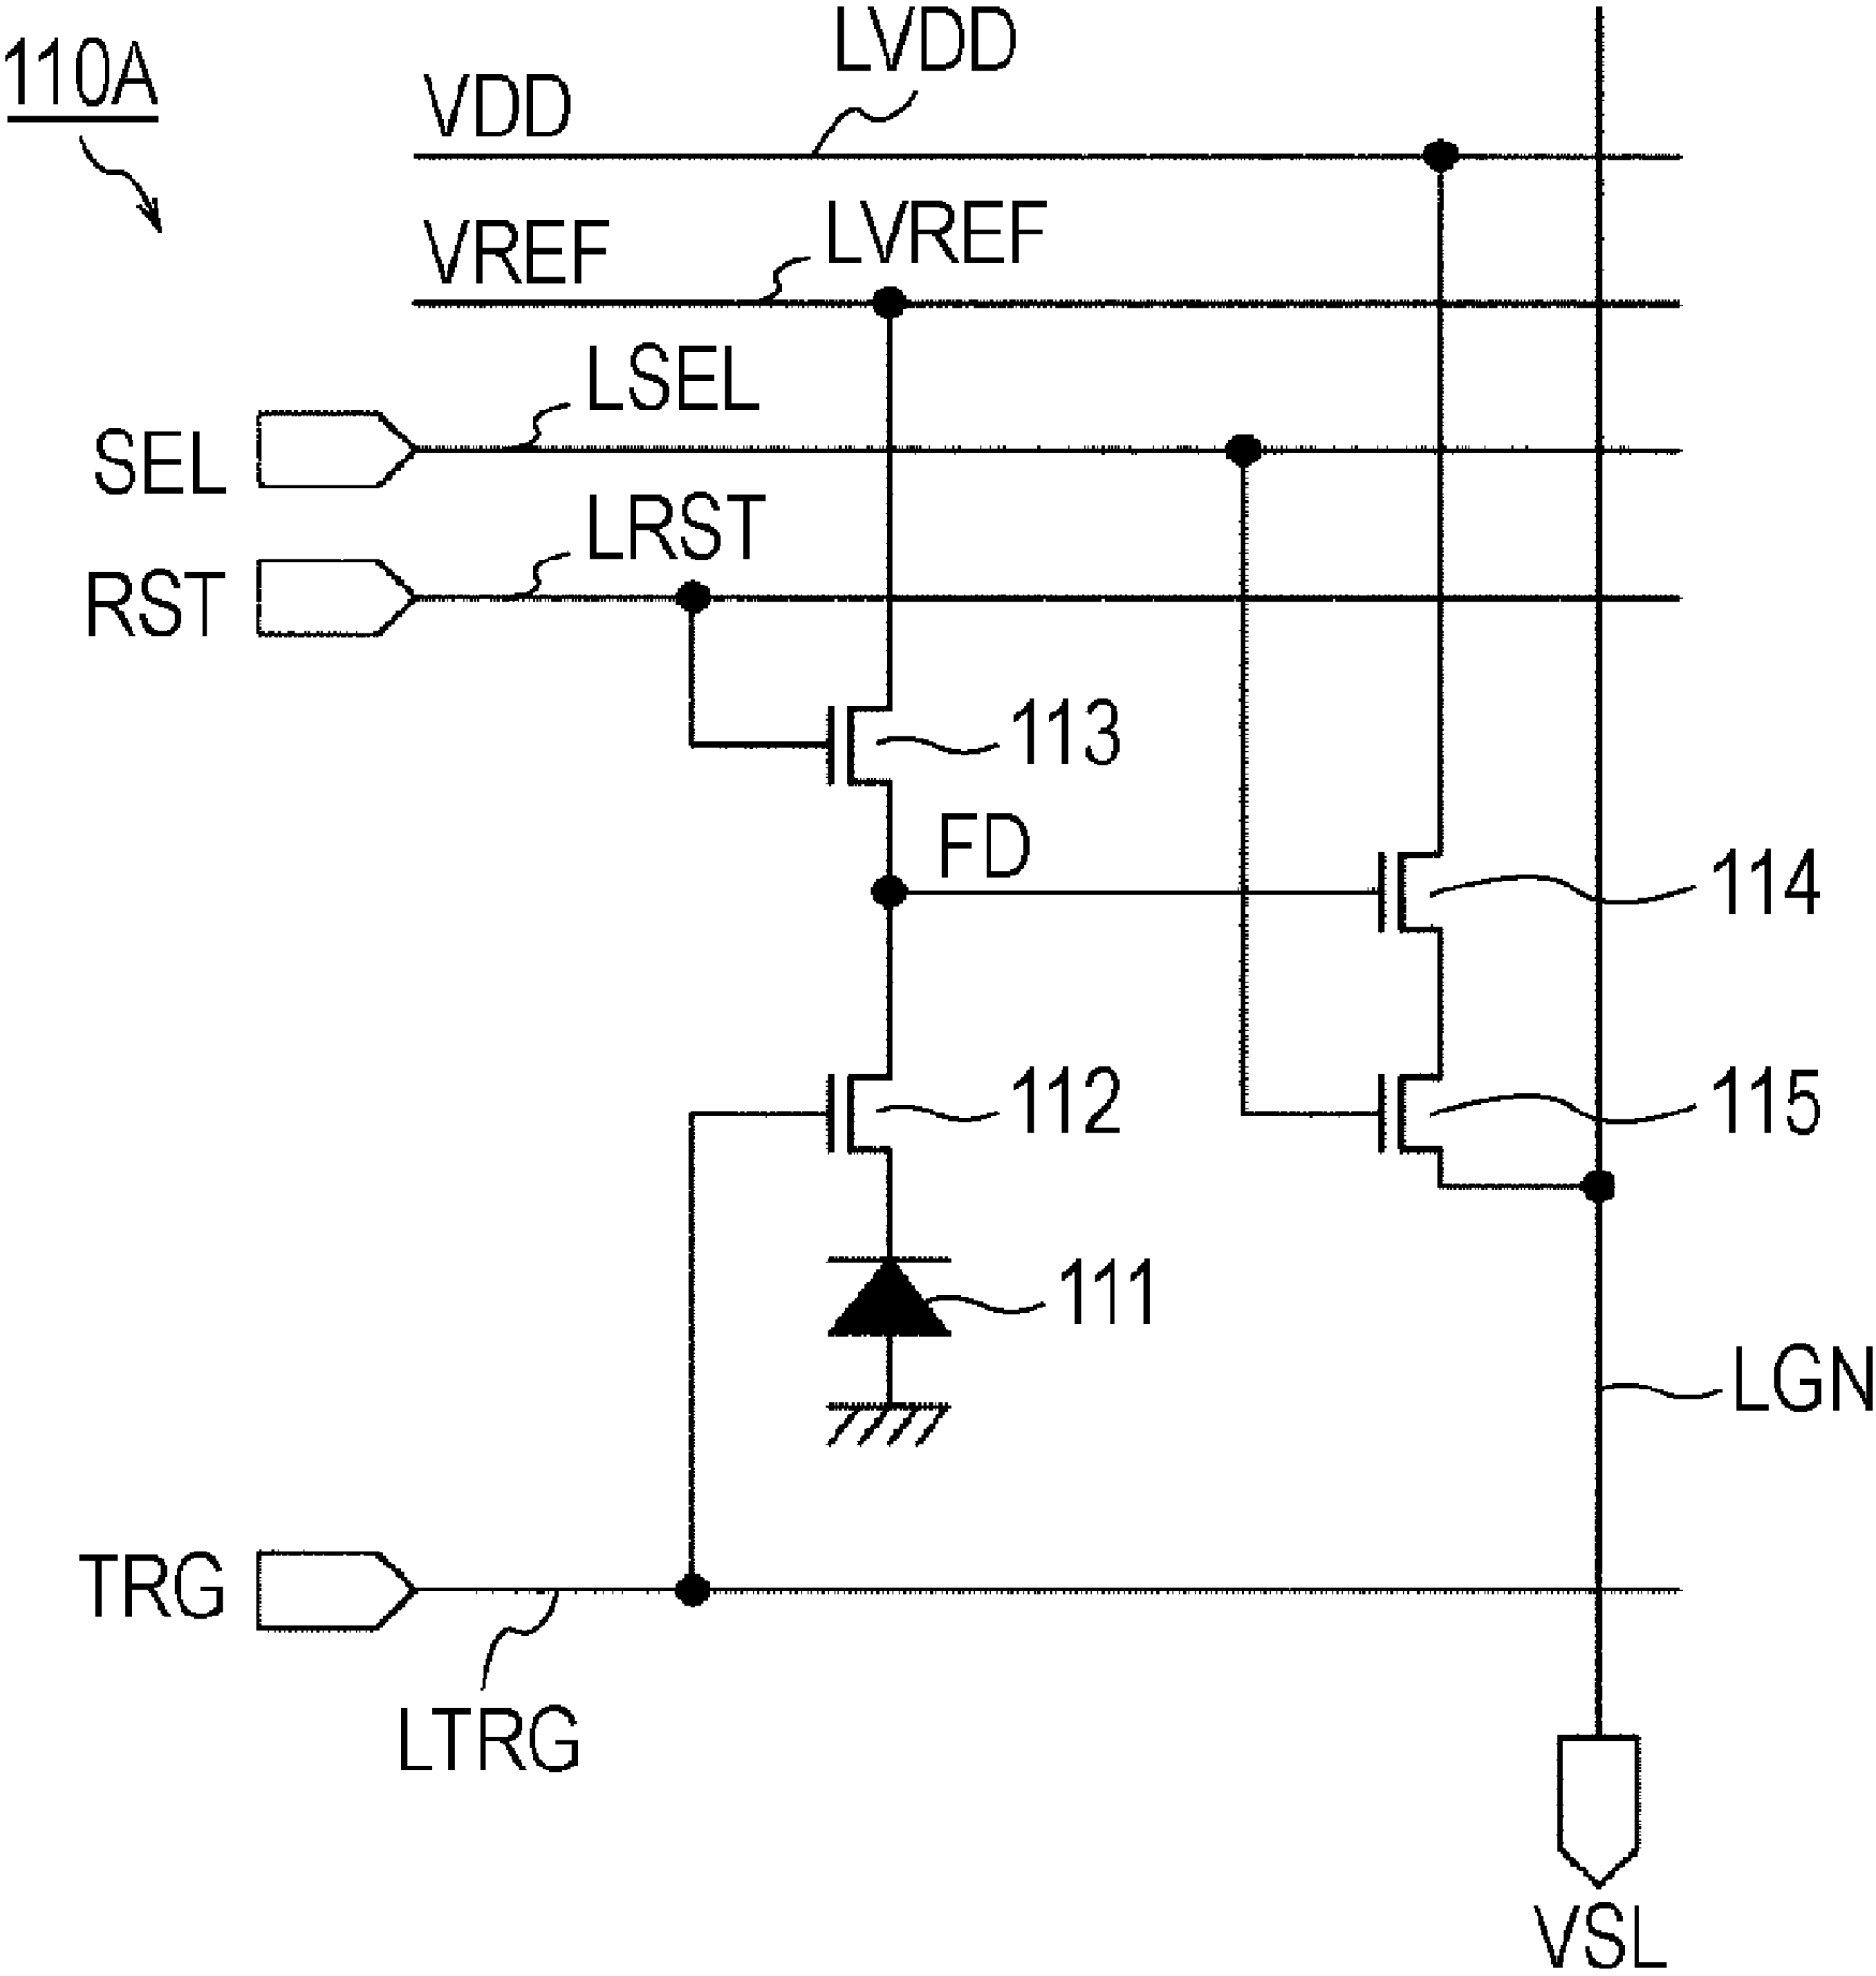 110A
LVDD
VDD
LVREF
VREF
LSEL
SEL
LRST
RST
113
FD
114
112
115
111
LGN
TRG
LTRG
VSL